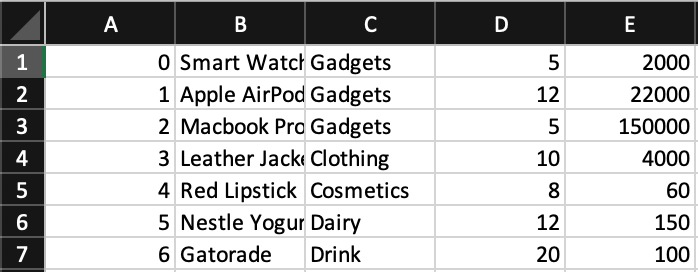 A B C D E
1 0 Smart Watch Gadgets 5 2000
2 1 Apple AirPod Gadgets 12 22000
3 2 Macbook Pro Gadgets 5 150000
4 3 Leather Jacke Clothing 10 4000
5 4 Red Lipstick Cosmetics 8 60
6 5 Nestle Yogur Dairy 12 150
7 6 Gatorade Drink 20 100